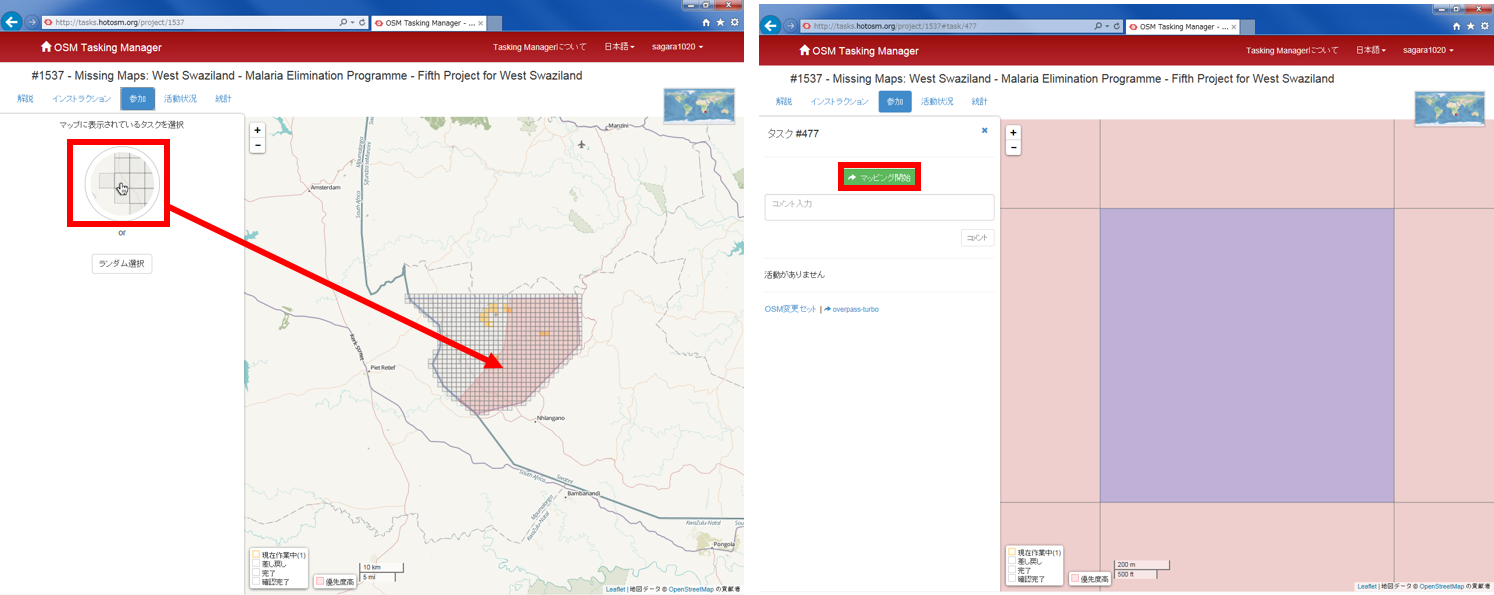 http://tasks.hotosm.org/project/1537
OSM Tasking Manager - ...
OSM Tasking Manager
Tasking Managerについて
日本語
sagara1020
#1537 - Missing Maps: West Swaziland - Malaria Elimination Programme - Fifth Project for West Swaziland
解説
インストラクション
参加
活動状況
統計
マップに表示されているタスクを選択
or
ランダム選択
+
−
Manzini
Amsterdam
Piet Retief
Nhlangano
Bambanandi
Pongola
South Africa
Swatini
KwaZulu-Natal
現在作業中(1)
差し戻し
完了
確認完了
優先度高
10 km
5 mi
Leaflet | 地図データ © OpenStreetMap の貢献者
http://tasks.hotosm.org/project/1537#task/477
OSM Tasking Manager - ...
OSM Tasking Manager
Tasking Managerについて
日本語
sagara1020
#1537 - Missing Maps: West Swaziland - Malaria Elimination Programme - Fifth Project for West Swaziland
解説
インストラクション
参加
活動状況
統計
タスク #477
マッピング開始
コメント入力
コメント
活動がありません
OSM変更セット | overpass-turbo
+
−
現在作業中(1)
差し戻し
完了
確認完了
優先度高
200 m
500 ft
Leaflet | 地図データ © OpenStreetMap の貢献者